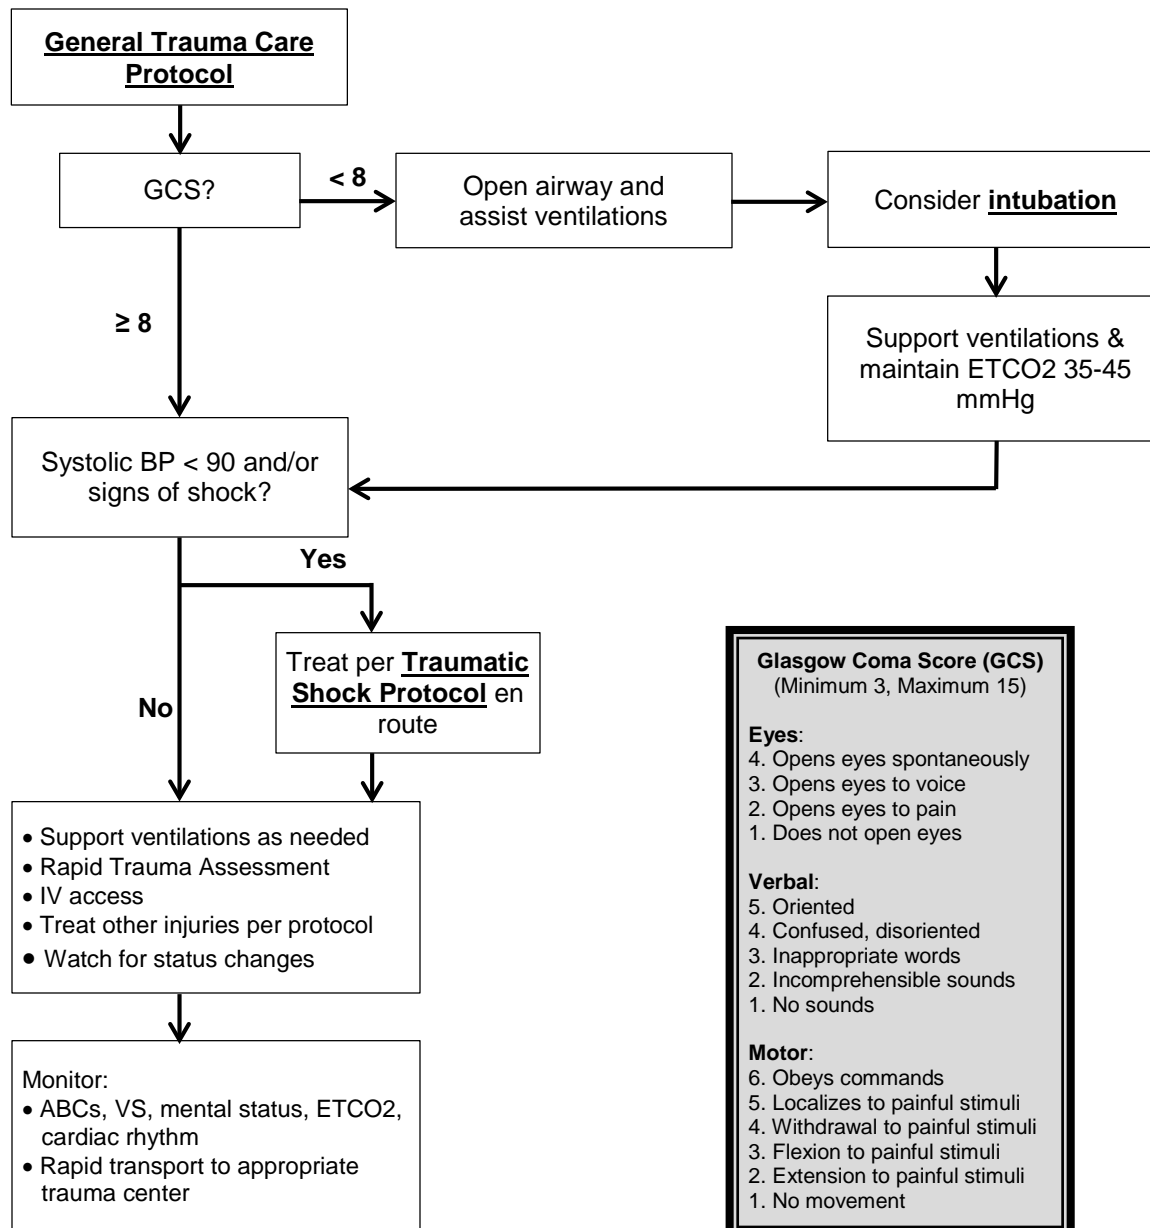 General Trauma Care
Protocol
GCS?
< 8
Open airway and
assist ventilations
Consider intubation
≥ 8
Support ventilations &
maintain ETCO2 35-45
mmHg
Systolic BP < 90 and/or
signs of shock?
Yes
Treat per Traumatic
Shock Protocol en
route
No
• Support ventilations as needed
• Rapid Trauma Assessment
• IV access
• Treat other injuries per protocol
• Watch for status changes
Monitor:
• ABCs, VS, mental status, ETCO2,
cardiac rhythm
• Rapid transport to appropriate
trauma center
Glasgow Coma Score (GCS)
(Minimum 3, Maximum 15)
Eyes:
4. Opens eyes spontaneously
3. Opens eyes to voice
2. Opens eyes to pain
1. Does not open eyes
Verbal:
5. Oriented
4. Confused, disoriented
3. Inappropriate words
2. Incomprehensible sounds
1. No sounds
Motor:
6. Obeys commands
5. Localizes to painful stimuli
4. Withdrawal to painful stimuli
3. Flexion to painful stimuli
2. Extension to painful stimuli
1. No movement